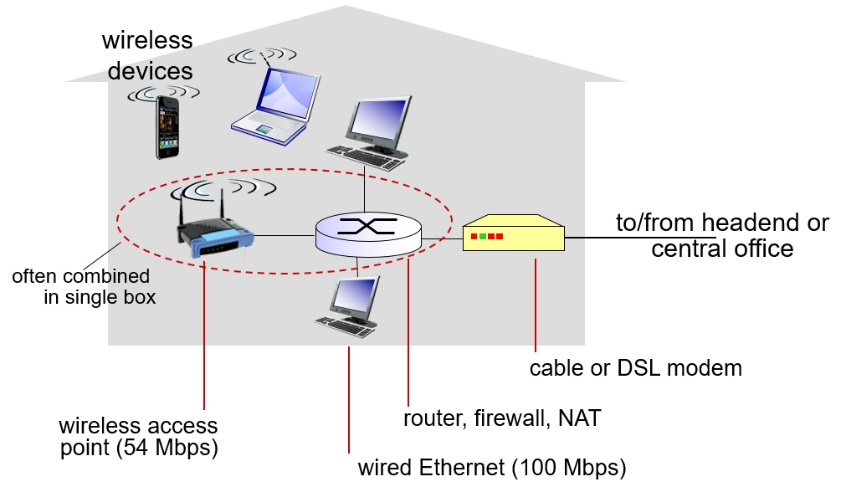 wireless
devices
to/from headend or
central office
often combined
in single box
cable or DSL modem
wireless access
point (54 Mbps)
router, firewall, NAT
wired Ethernet (100 Mbps)